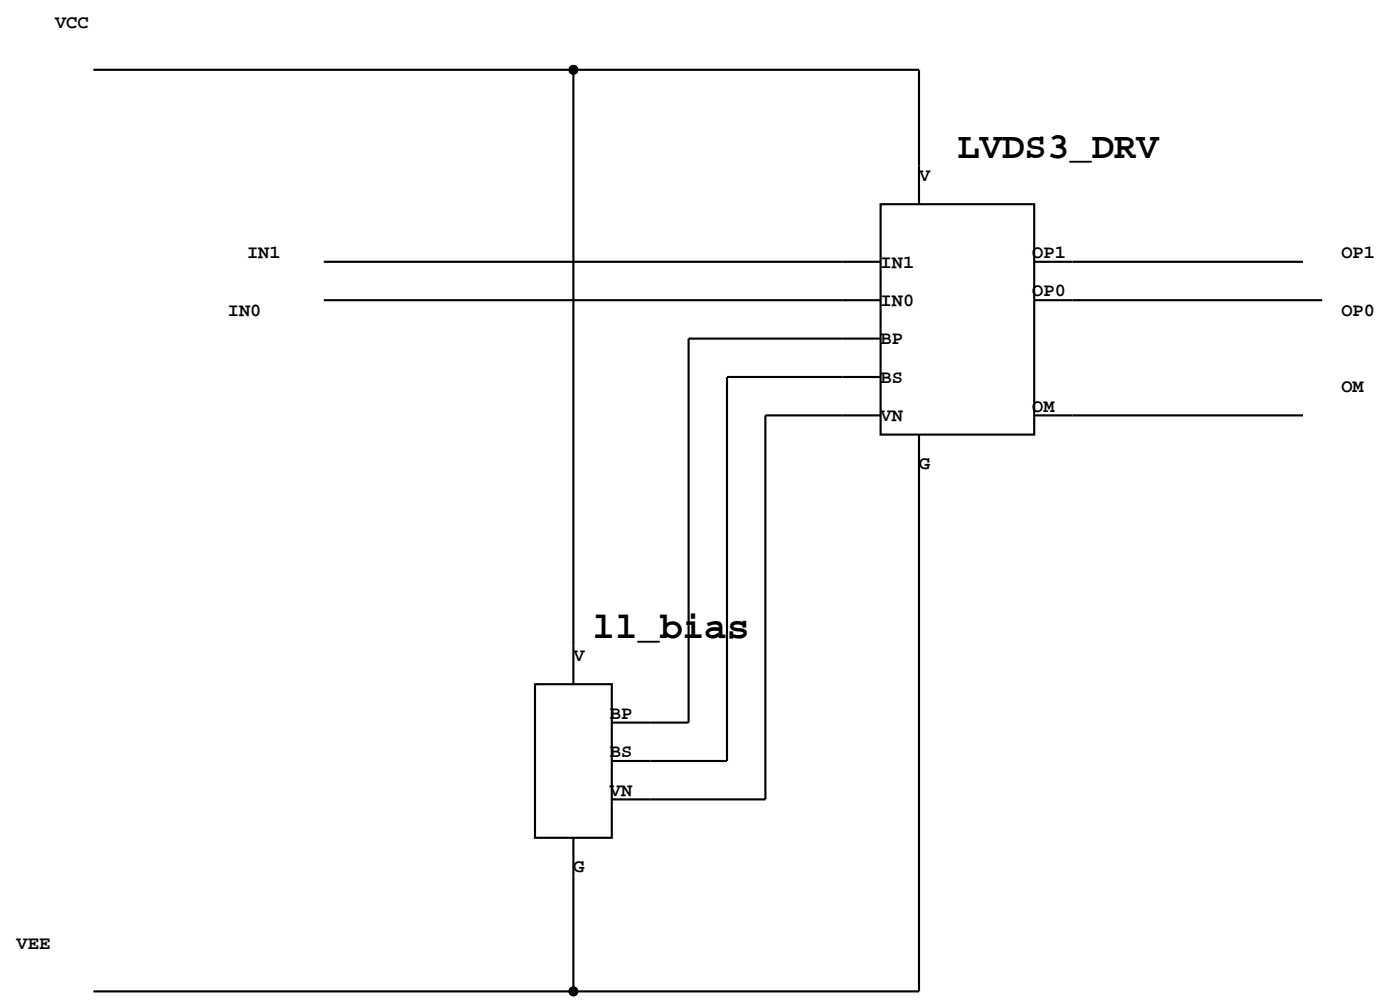 VCC
LVDS3_DRV
V
IN1
IN1
OP1
OP1
IN0
IN0
OP0
OP0
BP
BS
OM
VN
OM
G
ll_bias
V
BP
BS
VN
G
VEE